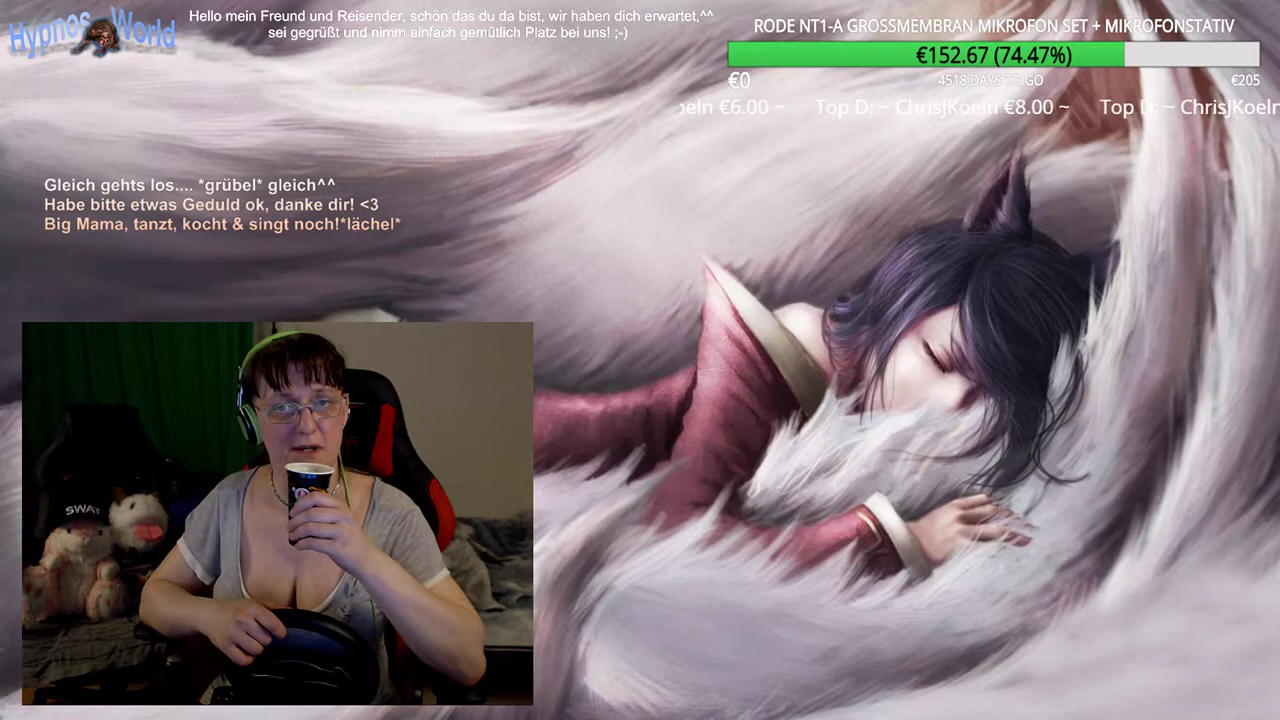 Hypnos World
Hello mein Freund und Reisender, schön das du da bist, wir haben dich erwartet,^^
sei gegrüßt und nimm einfach gemütlich Platz bei uns! ;-)
RODE NT1-A GROSSMEMBRAN MIKROFON SET + MIKROFONSTATIV
€152.67 (74.47%)
€0
4518 DAYS TO GO
€205
oeln €6.00 ~ Top D: ~ ChrisJKoeln €8.00 ~ Top D: ~ ChrisJKoeln
Gleich gehts los.... *grübel* gleich^^
Habe bitte etwas Geduld ok, danke dir! <3
Big Mama, tanzt, kocht & singt noch!*lächel*
SWAT